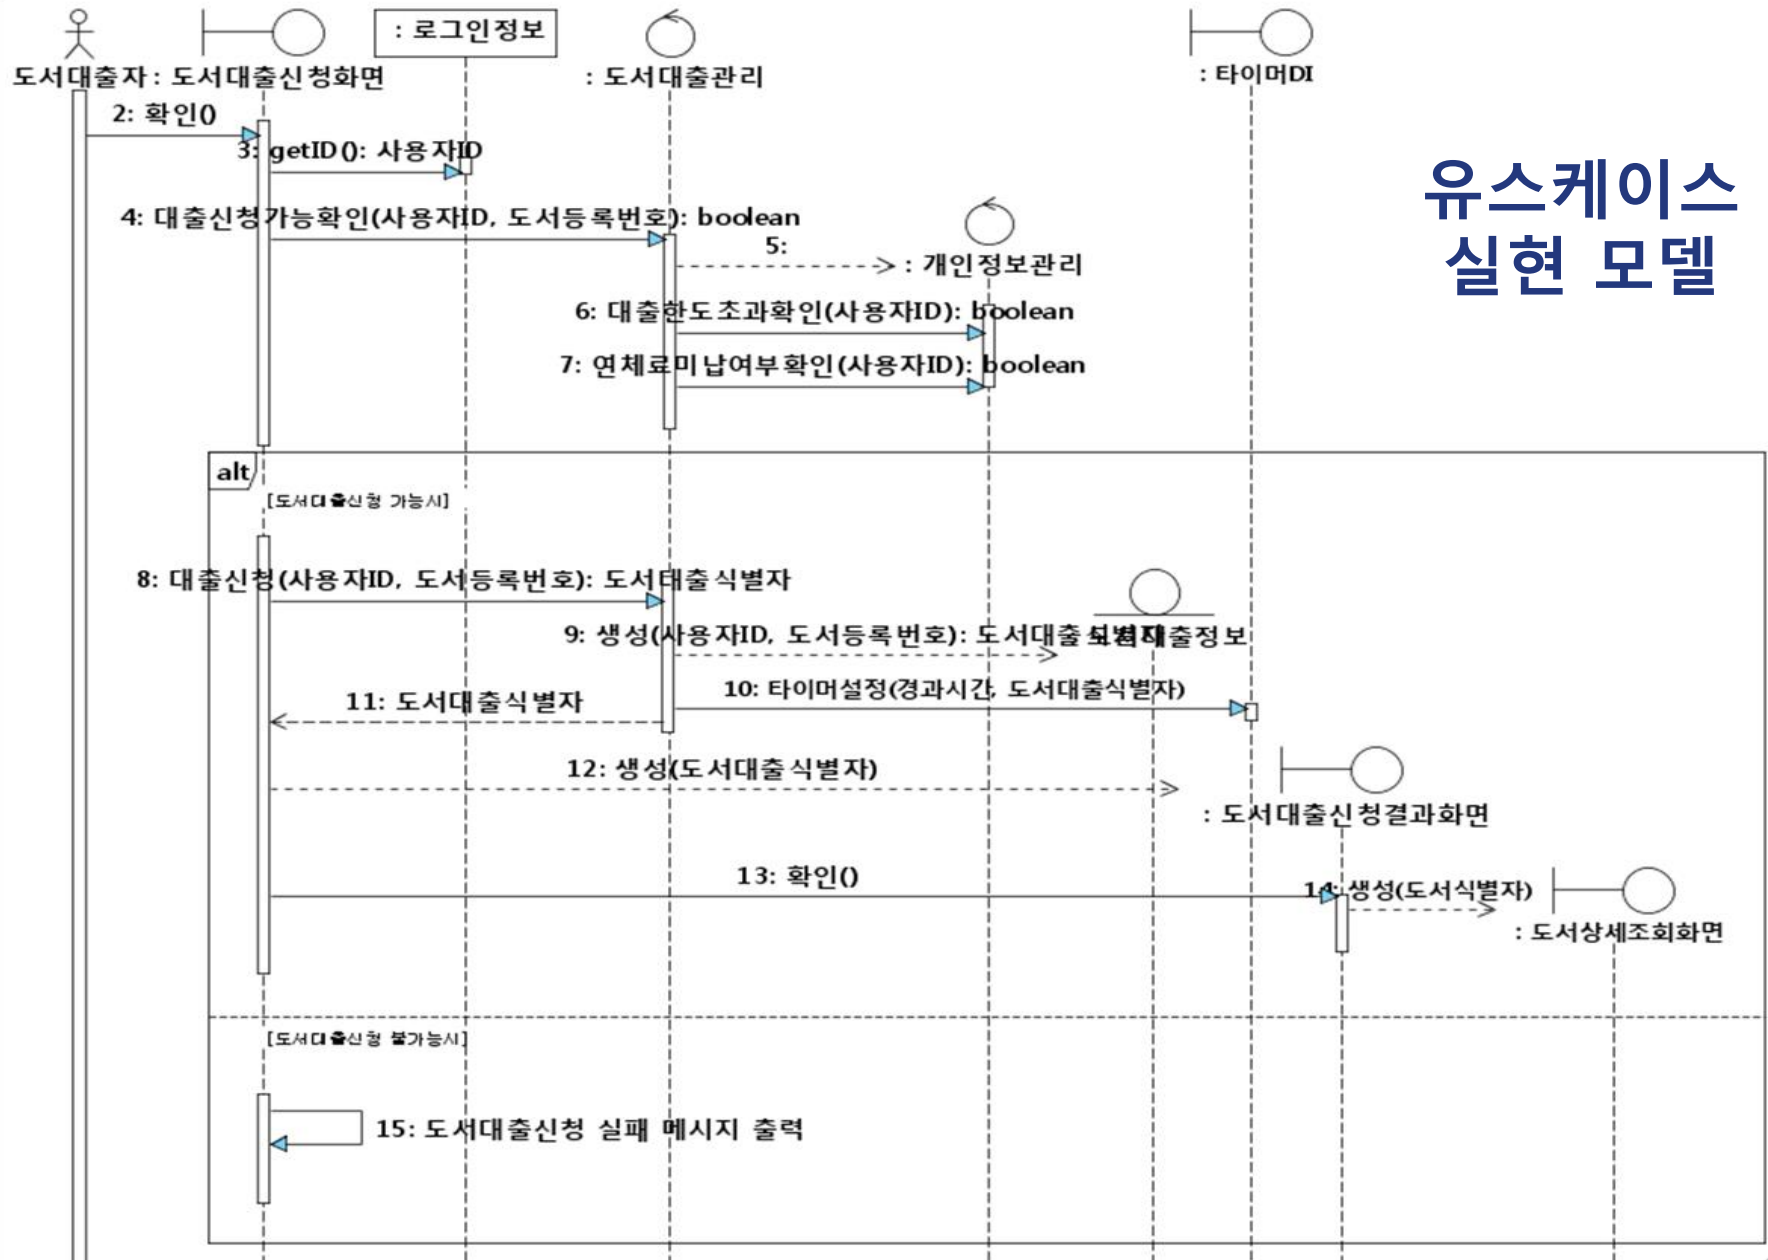 : 로그인정보
도서대출자
: 도서대출신청화면
: 도서대출관리
: 타이머DI
2: 확인()
3: getID(): 사용자ID
유스케이스
실현 모델
4: 대출신청가능확인(사용자ID, 도서등록번호): boolean
5:
: 개인정보관리
6: 대출한도초과확인(사용자ID): boolean
7: 연체료미납여부확인(사용자ID): boolean
alt
[도서대출신청 가능시]
8: 대출신청(사용자ID, 도서등록번호): 도서대출식별자
9: 생성(사용자ID, 도서등록번호): 도서대출식별자
대출정보
10: 타이머설정(경과시간, 도서대출식별자)
11: 도서대출식별자
12: 생성(도서대출식별자)
: 도서대출신청결과화면
13: 확인()
14: 생성(도서식별자)
: 도서상세조회화면
[도서대출신청 불가능시]
15: 도서대출신청 실패 메시지 출력